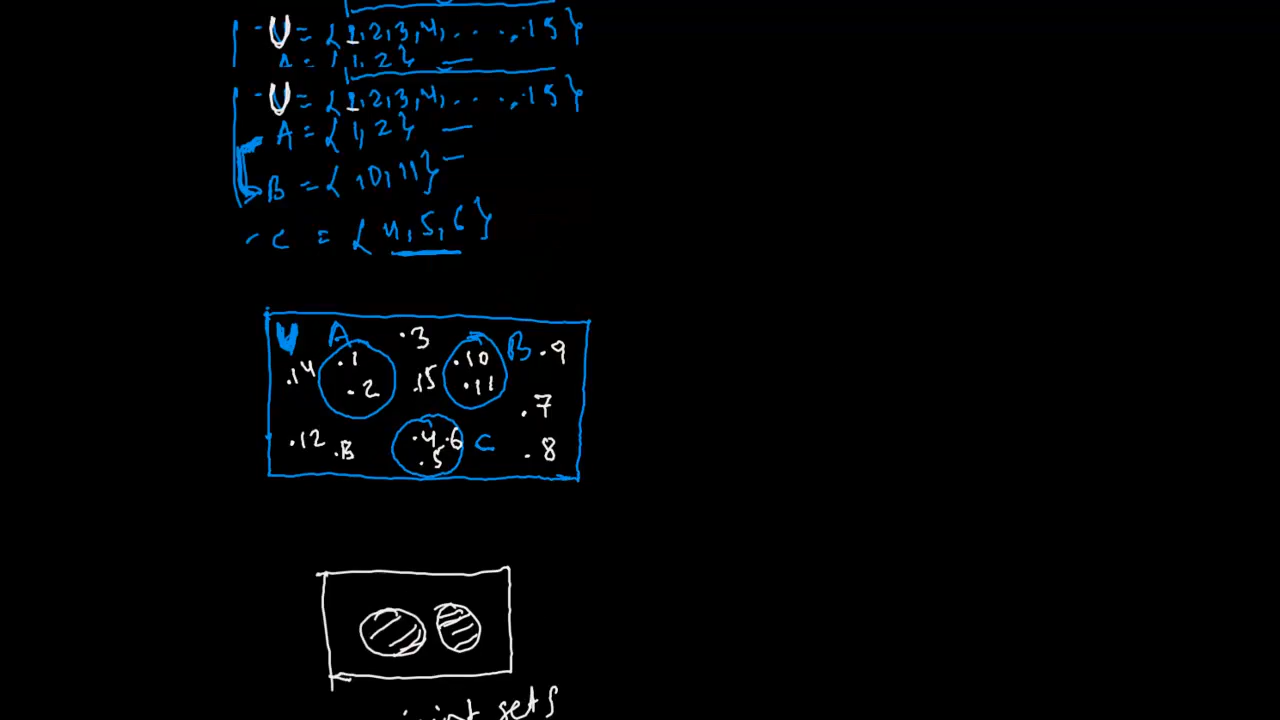 U = { 1, 2, 3, 4, . . . ., 15 }
A = { 1, 2 }
U = { 1, 2, 3, 4, . . . ., 15 }
A = { 1, 2 }
B = { 10, 11 }
C = { 4, 5, 6 }
U A .3 B .9
.14 .1 .10
.2 .15 .11
.7
.12 .13 .4 .6 C
.5 .8
sets